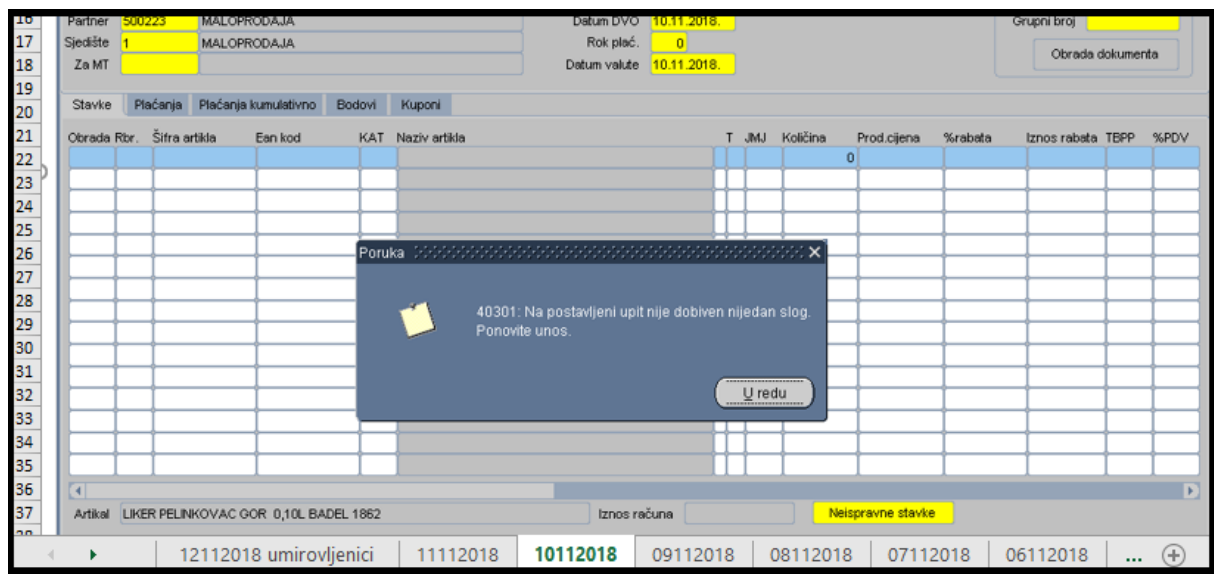 16 Partner 500223 MALOPRODAJA Datum DVO 10.11.2018. Grupni broj
17 Sjedište 1 MALOPRODAJA Rok plać. 0 Obrada dokumenta
18 Za MT Datum valute 10.11.2018.
19
20 Stavke Plaćanja Plaćanja kumulativno Bodovi Kuponi
21 Obrada Rbr. Šifra artikla Ean kod KAT Naziv artikla T JMJ Količina Prod.cijena %rabata Iznos rabata TBPP %PDV
22 0
23
24
25
26 Poruka
27
28 40301: Na postavljeni upit nije dobiven nijedan slog.
29 Ponovite unos.
30
31
32 U redu
33
34
35
36
37 Artikal LIKER PELINKOVAC GOR 0,10L BADEL 1862 Iznos računa Neispravne stavke
12112018 umirovljenici 11112018 10112018 09112018 08112018 07112018 06112018 ...